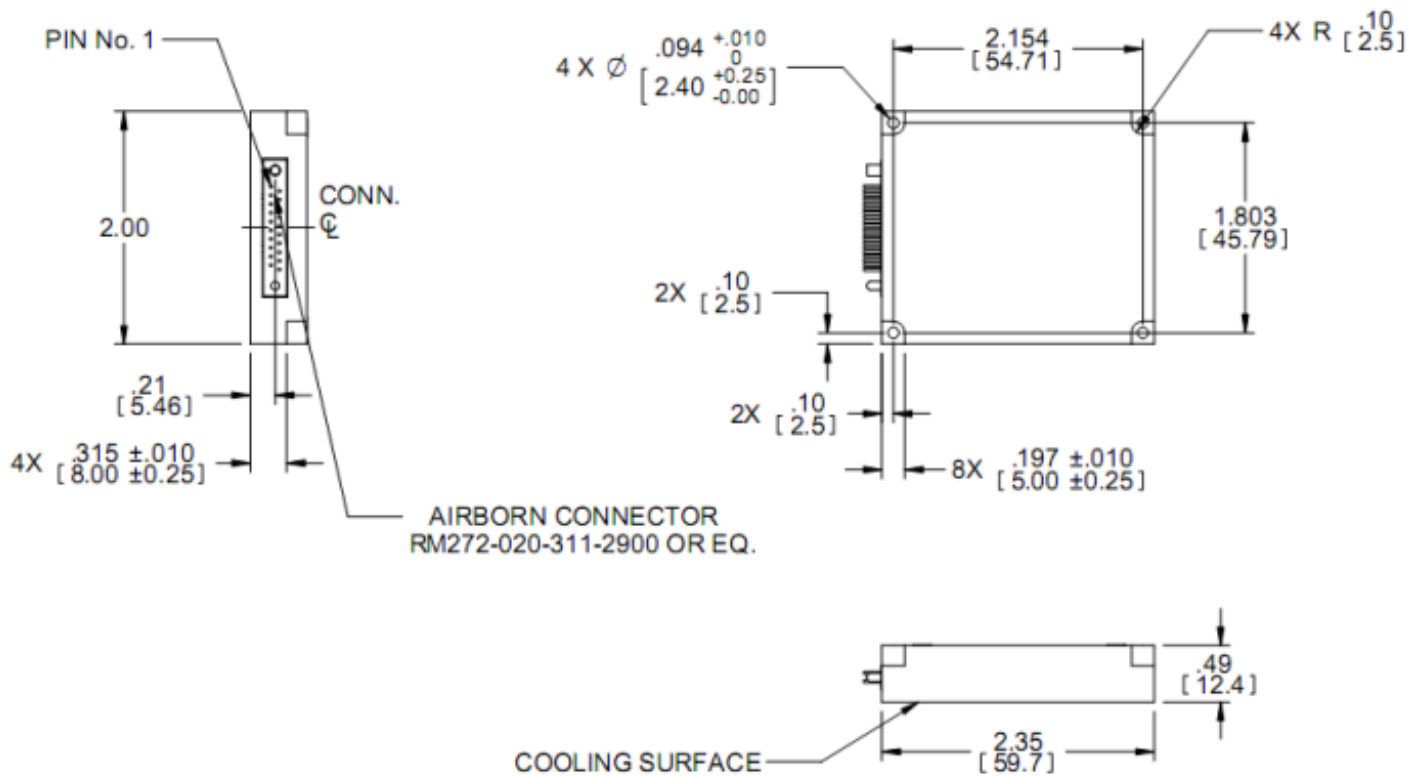 PIN No. 1
2.00
CONN.
℄
.21
[ 5.46 ]
4X .315 ±.010
[ 8.00 ±0.25 ]
AIRBORN CONNECTOR
RM272-020-311-2900 OR EQ.
4 X Ø .094 +.010 0
[ 2.40 +0.25 -0.00 ]
2.154
[ 54.71 ]
4X R .10
[ 2.5 ]
1.803
[ 45.79 ]
2X .10
[ 2.5 ]
2X .10
[ 2.5 ]
8X .197 ±.010
[ 5.00 ±0.25 ]
.49
[ 12.4 ]
2.35
[ 59.7 ]
COOLING SURFACE